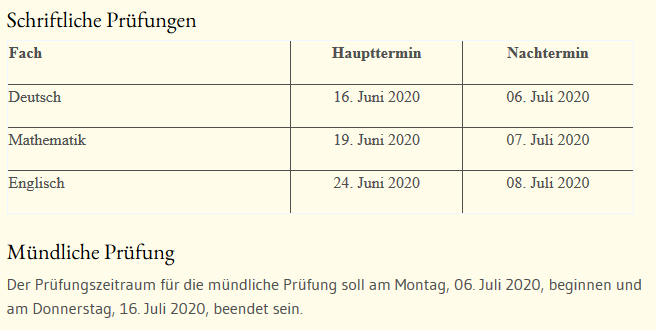 Schriftliche Prüfungen
Fach Haupttermin Nachtermin
Deutsch 16. Juni 2020 06. Juli 2020
Mathematik 19. Juni 2020 07. Juli 2020
Englisch 24. Juni 2020 08. Juli 2020
Mündliche Prüfung
Der Prüfungszeitraum für die mündliche Prüfung soll am Montag, 06. Juli 2020, beginnen und
am Donnerstag, 16. Juli 2020, beendet sein.